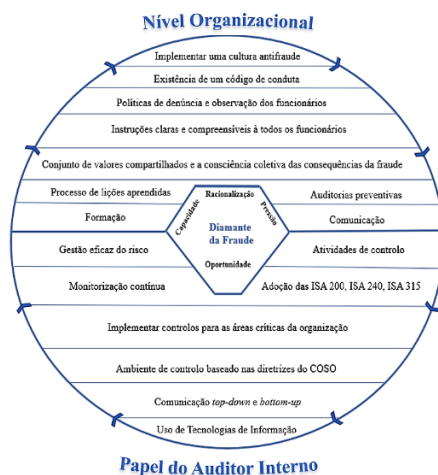 Nível Organizacional
Implementar uma cultura antifraude
Existência de um código de conduta
Políticas de denúncia e observação dos funcionários
Instruções claras e compreensíveis à todos os funcionários
Conjunto de valores compartilhados e a consciência coletiva das consequências da fraude
Processo de lições aprendidas
Racionalização
Auditorias preventivas
Capacidade
Pressão
Formação
Diamante
da Fraude
Comunicação
Gestão eficaz do risco
Oportunidade
Atividades de controlo
Monitorização contínua
Adoção das ISA 200, ISA 240, ISA 315
Implementar controlos para as áreas críticas da organização
Ambiente de controlo baseado nas diretrizes do COSO
Comunicação top-down e bottom-up
Uso de Tecnologias de Informação
Papel do Auditor Interno